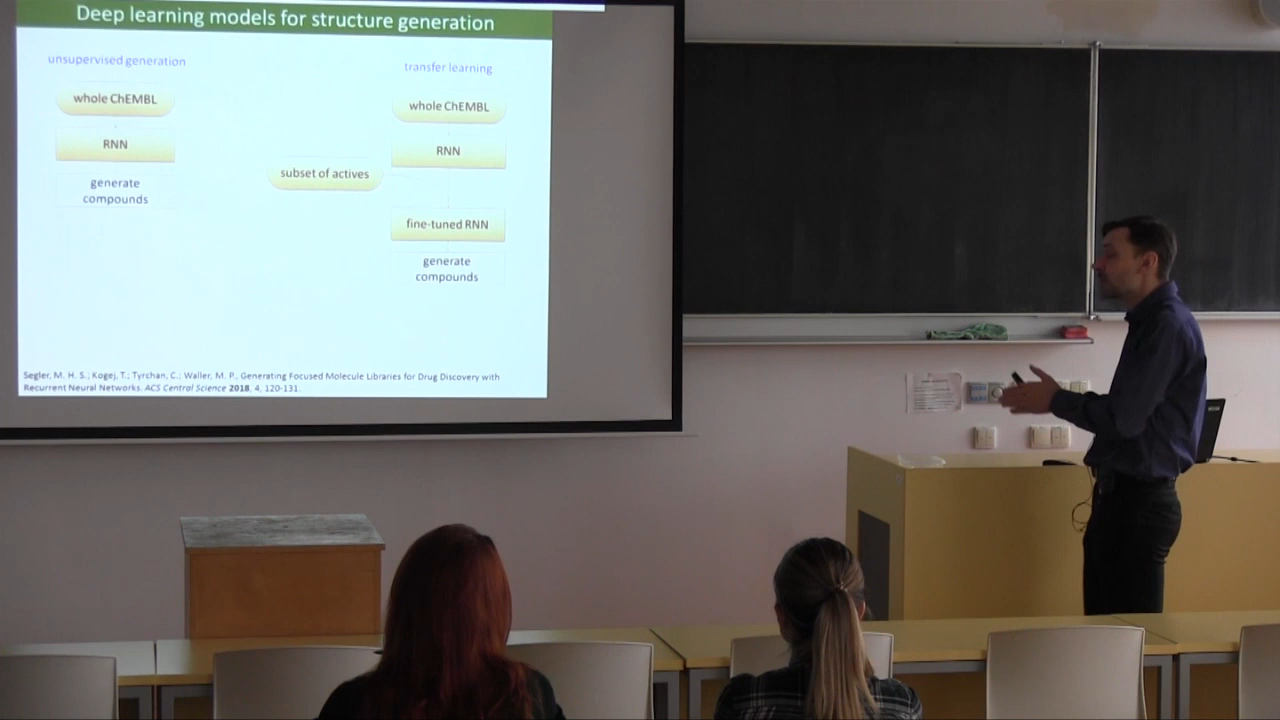 Deep learning models for structure generation
unsupervised generation
whole ChEMBL
RNN
generate
compounds
transfer learning
whole ChEMBL
RNN
subset of actives
fine-tuned RNN
generate
compounds
Segler, M. H. S.; Kogej, T.; Tyrchan, C.; Waller, M. P., Generating Focused Molecule Libraries for Drug Discovery with
Recurrent Neural Networks. ACS Central Science 2018, 4, 120-131.